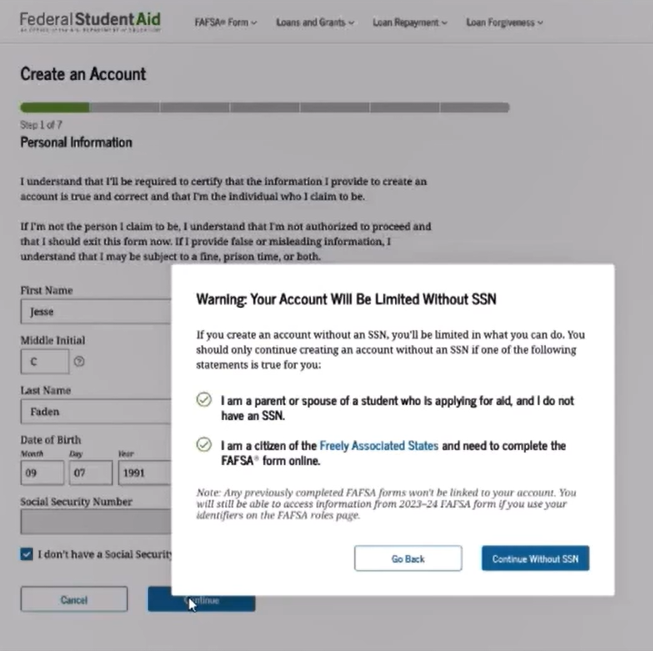 Federal Student Aid
AN OFFICE OF THE U.S. DEPARTMENT OF EDUCATION
FAFSA® Form
Loans and Grants
Loan Repayment
Loan Forgiveness
Create an Account
Step 1 of 7
Personal Information
I understand that I'll be required to certify that the information I provide to create an
account is true and correct and that I'm the individual who I claim to be.
If I'm not the person I claim to be, I understand that I'm not authorized to proceed and
that I should exit this form now. If I provide false or misleading information, I
understand that I may be subject to a fine, prison time, or both.
First Name
Jesse
Middle Initial
C
Last Name
Faden
Date of Birth
Month
Day
Year
09
07
1991
Social Security Number
I don't have a Social Security
Cancel
Continue
Warning: Your Account Will Be Limited Without SSN
If you create an account without an SSN, you'll be limited in what you can do. You
should only continue creating an account without an SSN if one of the following
statements is true for you:
I am a parent or spouse of a student who is applying for aid, and I do not
have an SSN.
I am a citizen of the Freely Associated States and need to complete the
FAFSA® form online.
Note: Any previously completed FAFSA forms won't be linked to your account. You
will still be able to access information from 2023–24 FAFSA form if you use your
identifiers on the FAFSA roles page.
Go Back
Continue Without SSN